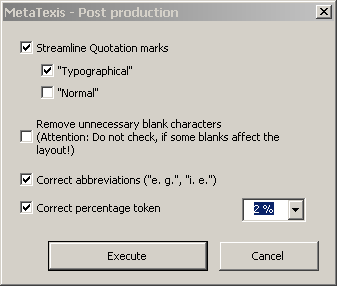 MetaTexis - Post production
Streamline Quotation marks
"Typographical"
"Normal"
Remove unnecessary blank characters
(Attention: Do not check, if some blanks affect the
layout!)
Correct abbreviations ("e. g.", "i. e.")
Correct percentage token
2 %
Execute
Cancel